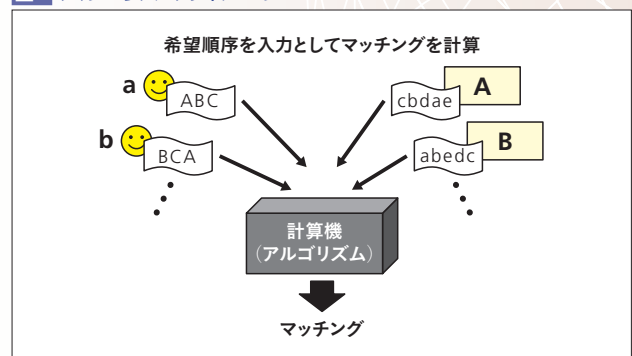 希望順序を入力としてマッチングを計算
a ABC
cbdae A
b BCA
abedc B
計算機
(アルゴリズム)
マッチング